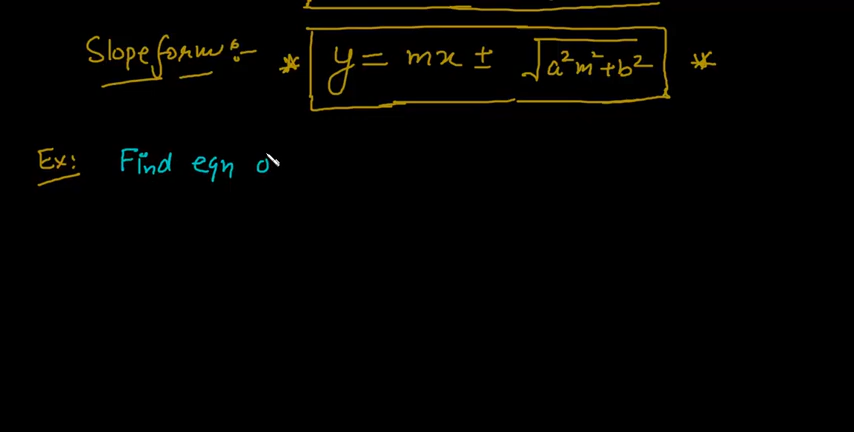 Slope form :- * y = mx ± √a²m²+b² *
Ex: Find eqn o